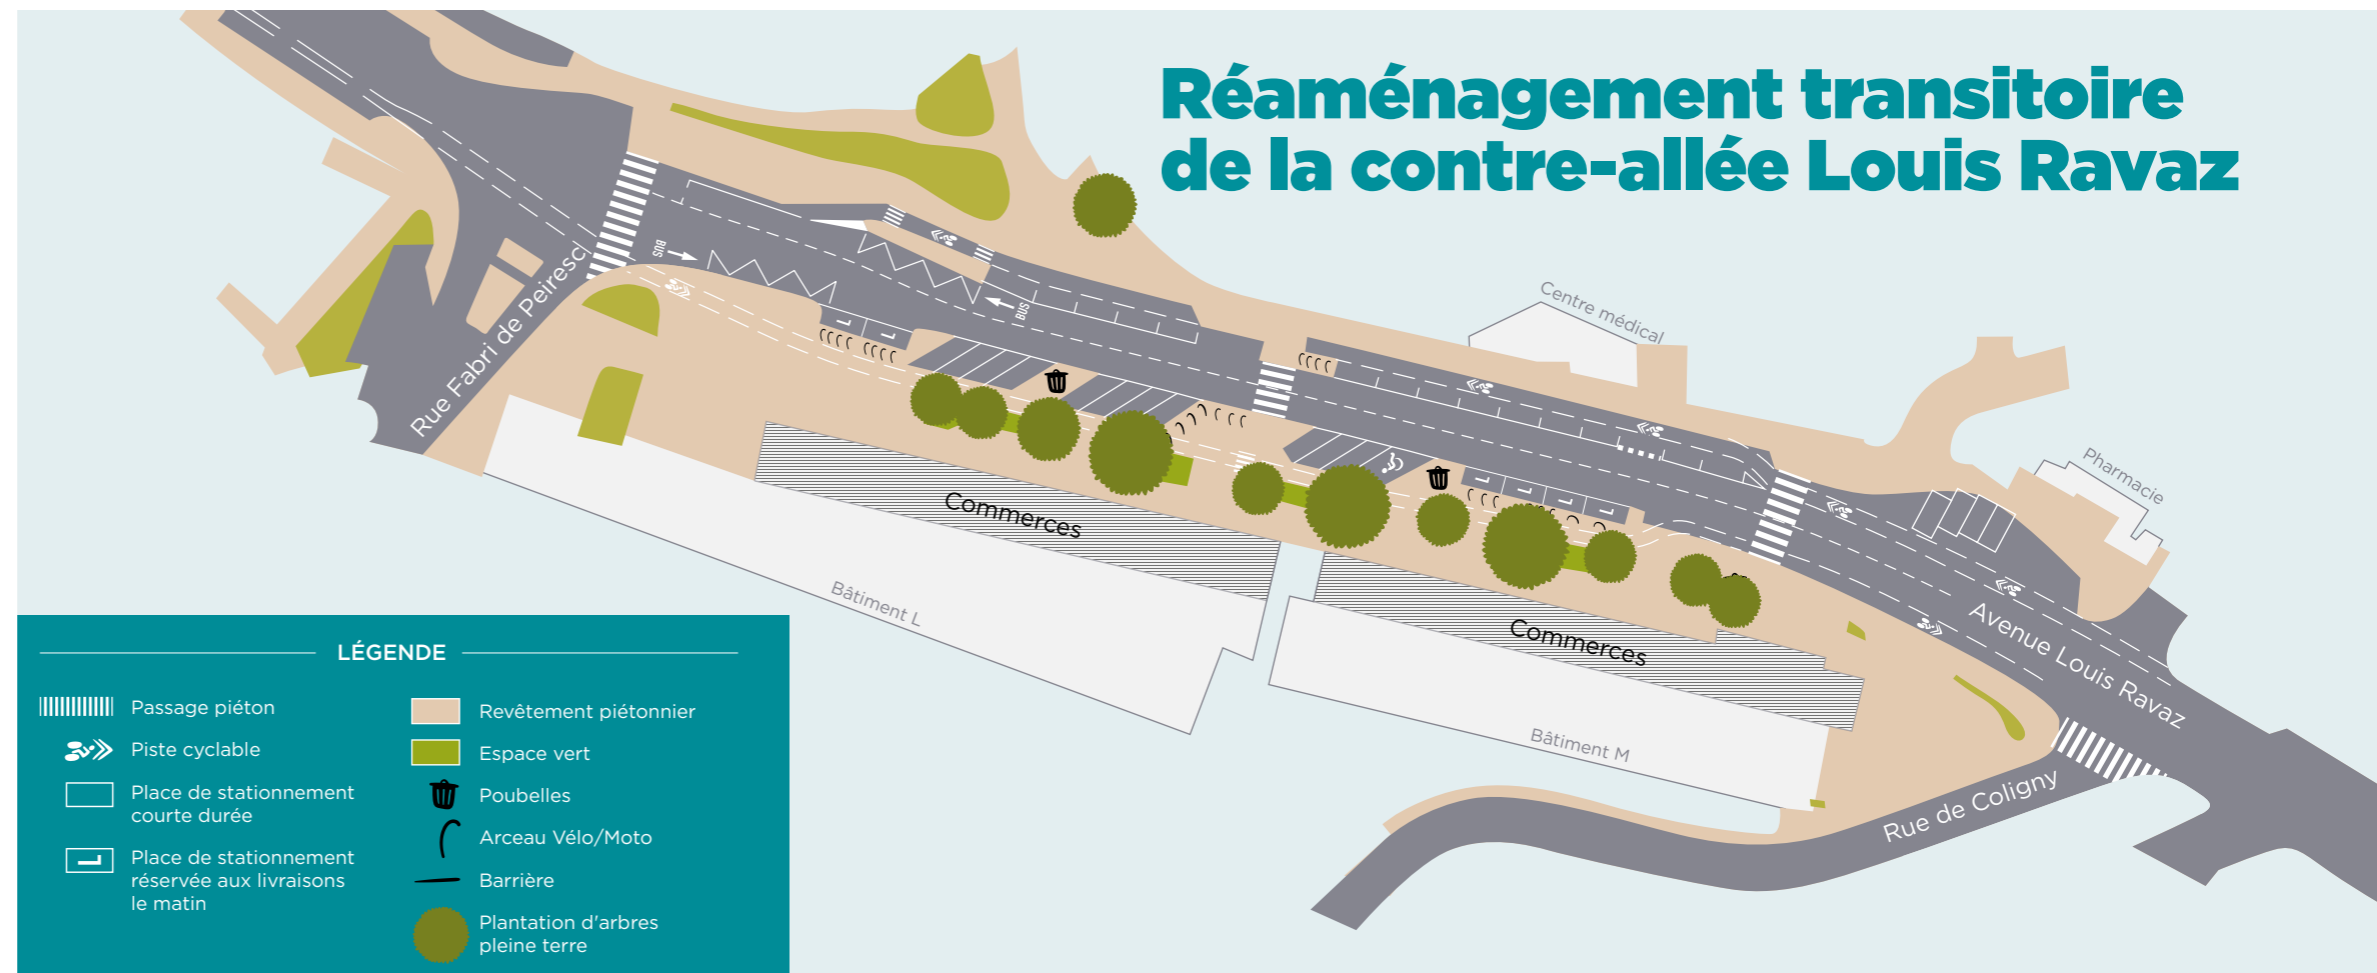 Réaménagement transitoire
de la contre-allée Louis Ravaz
Rue Fabri de Peiresc
BUS
BUS
Centre médical
Pharmacie
Commerces
Bâtiment L
Commerces
Bâtiment M
Avenue Louis Ravaz
Rue de Coligny
LÉGENDE
Passage piéton
Piste cyclable
Place de stationnement
courte durée
Place de stationnement
réservée aux livraisons
le matin
Revêtement piétonnier
Espace vert
Poubelles
Arceau Vélo/Moto
Barrière
Plantation d'arbres
pleine terre